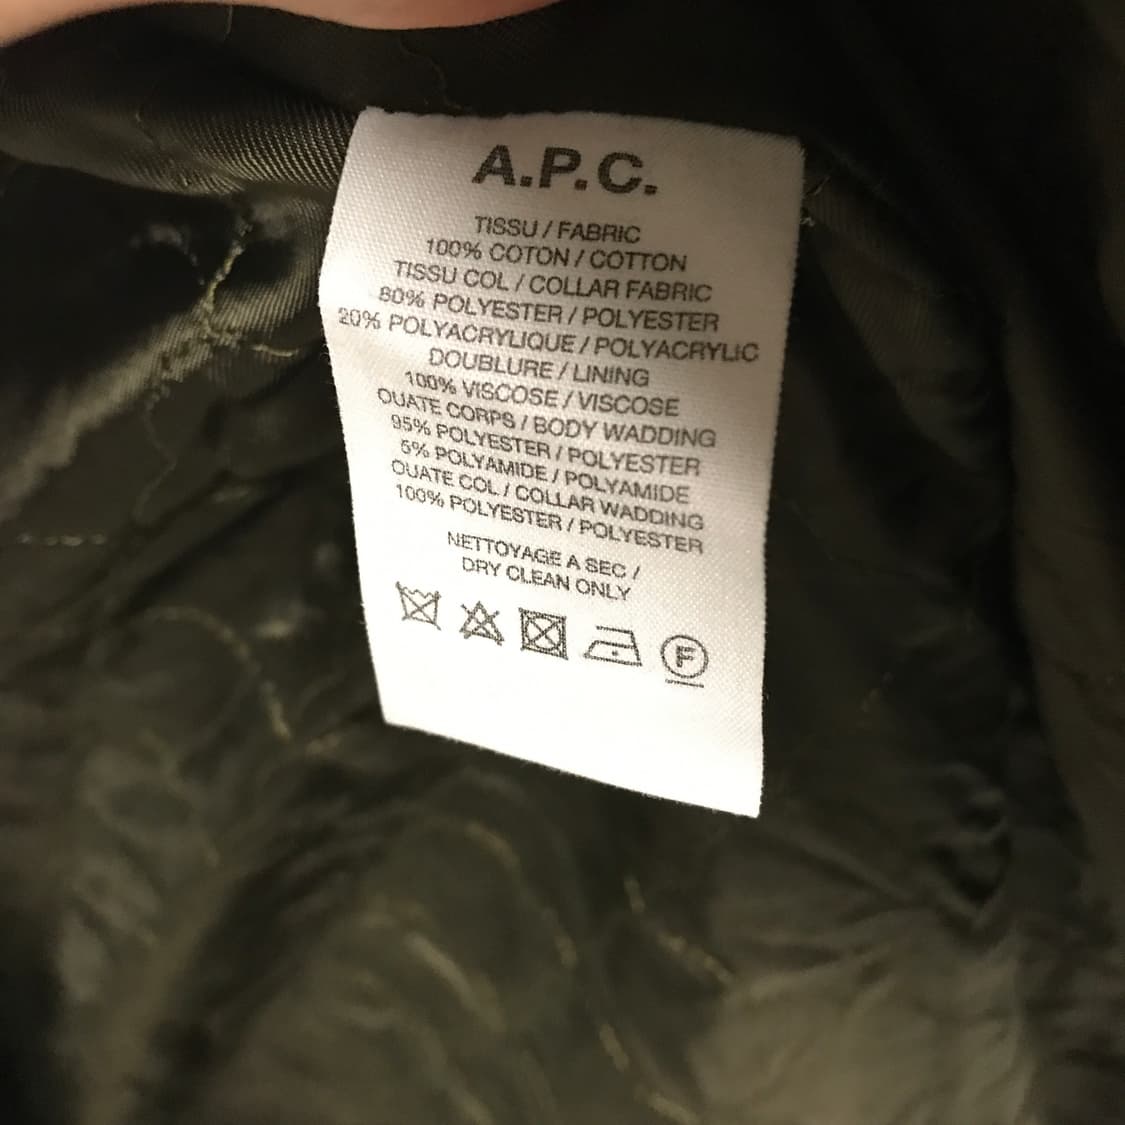 A.P.C.
TISSU / FABRIC
100% COTON / COTTON
TISSU COL / COLLAR FABRIC
80% POLYESTER / POLYESTER
20% POLYACRYLIQUE / POLYACRYLIC
DOUBLURE / LINING
100% VISCOSE / VISCOSE
OUATE CORPS / BODY WADDING
95% POLYESTER / POLYESTER
5% POLYAMIDE / POLYAMIDE
OUATE COL / COLLAR WADDING
100% POLYESTER / POLYESTER
NETTOYAGE A SEC /
DRY CLEAN ONLY
F